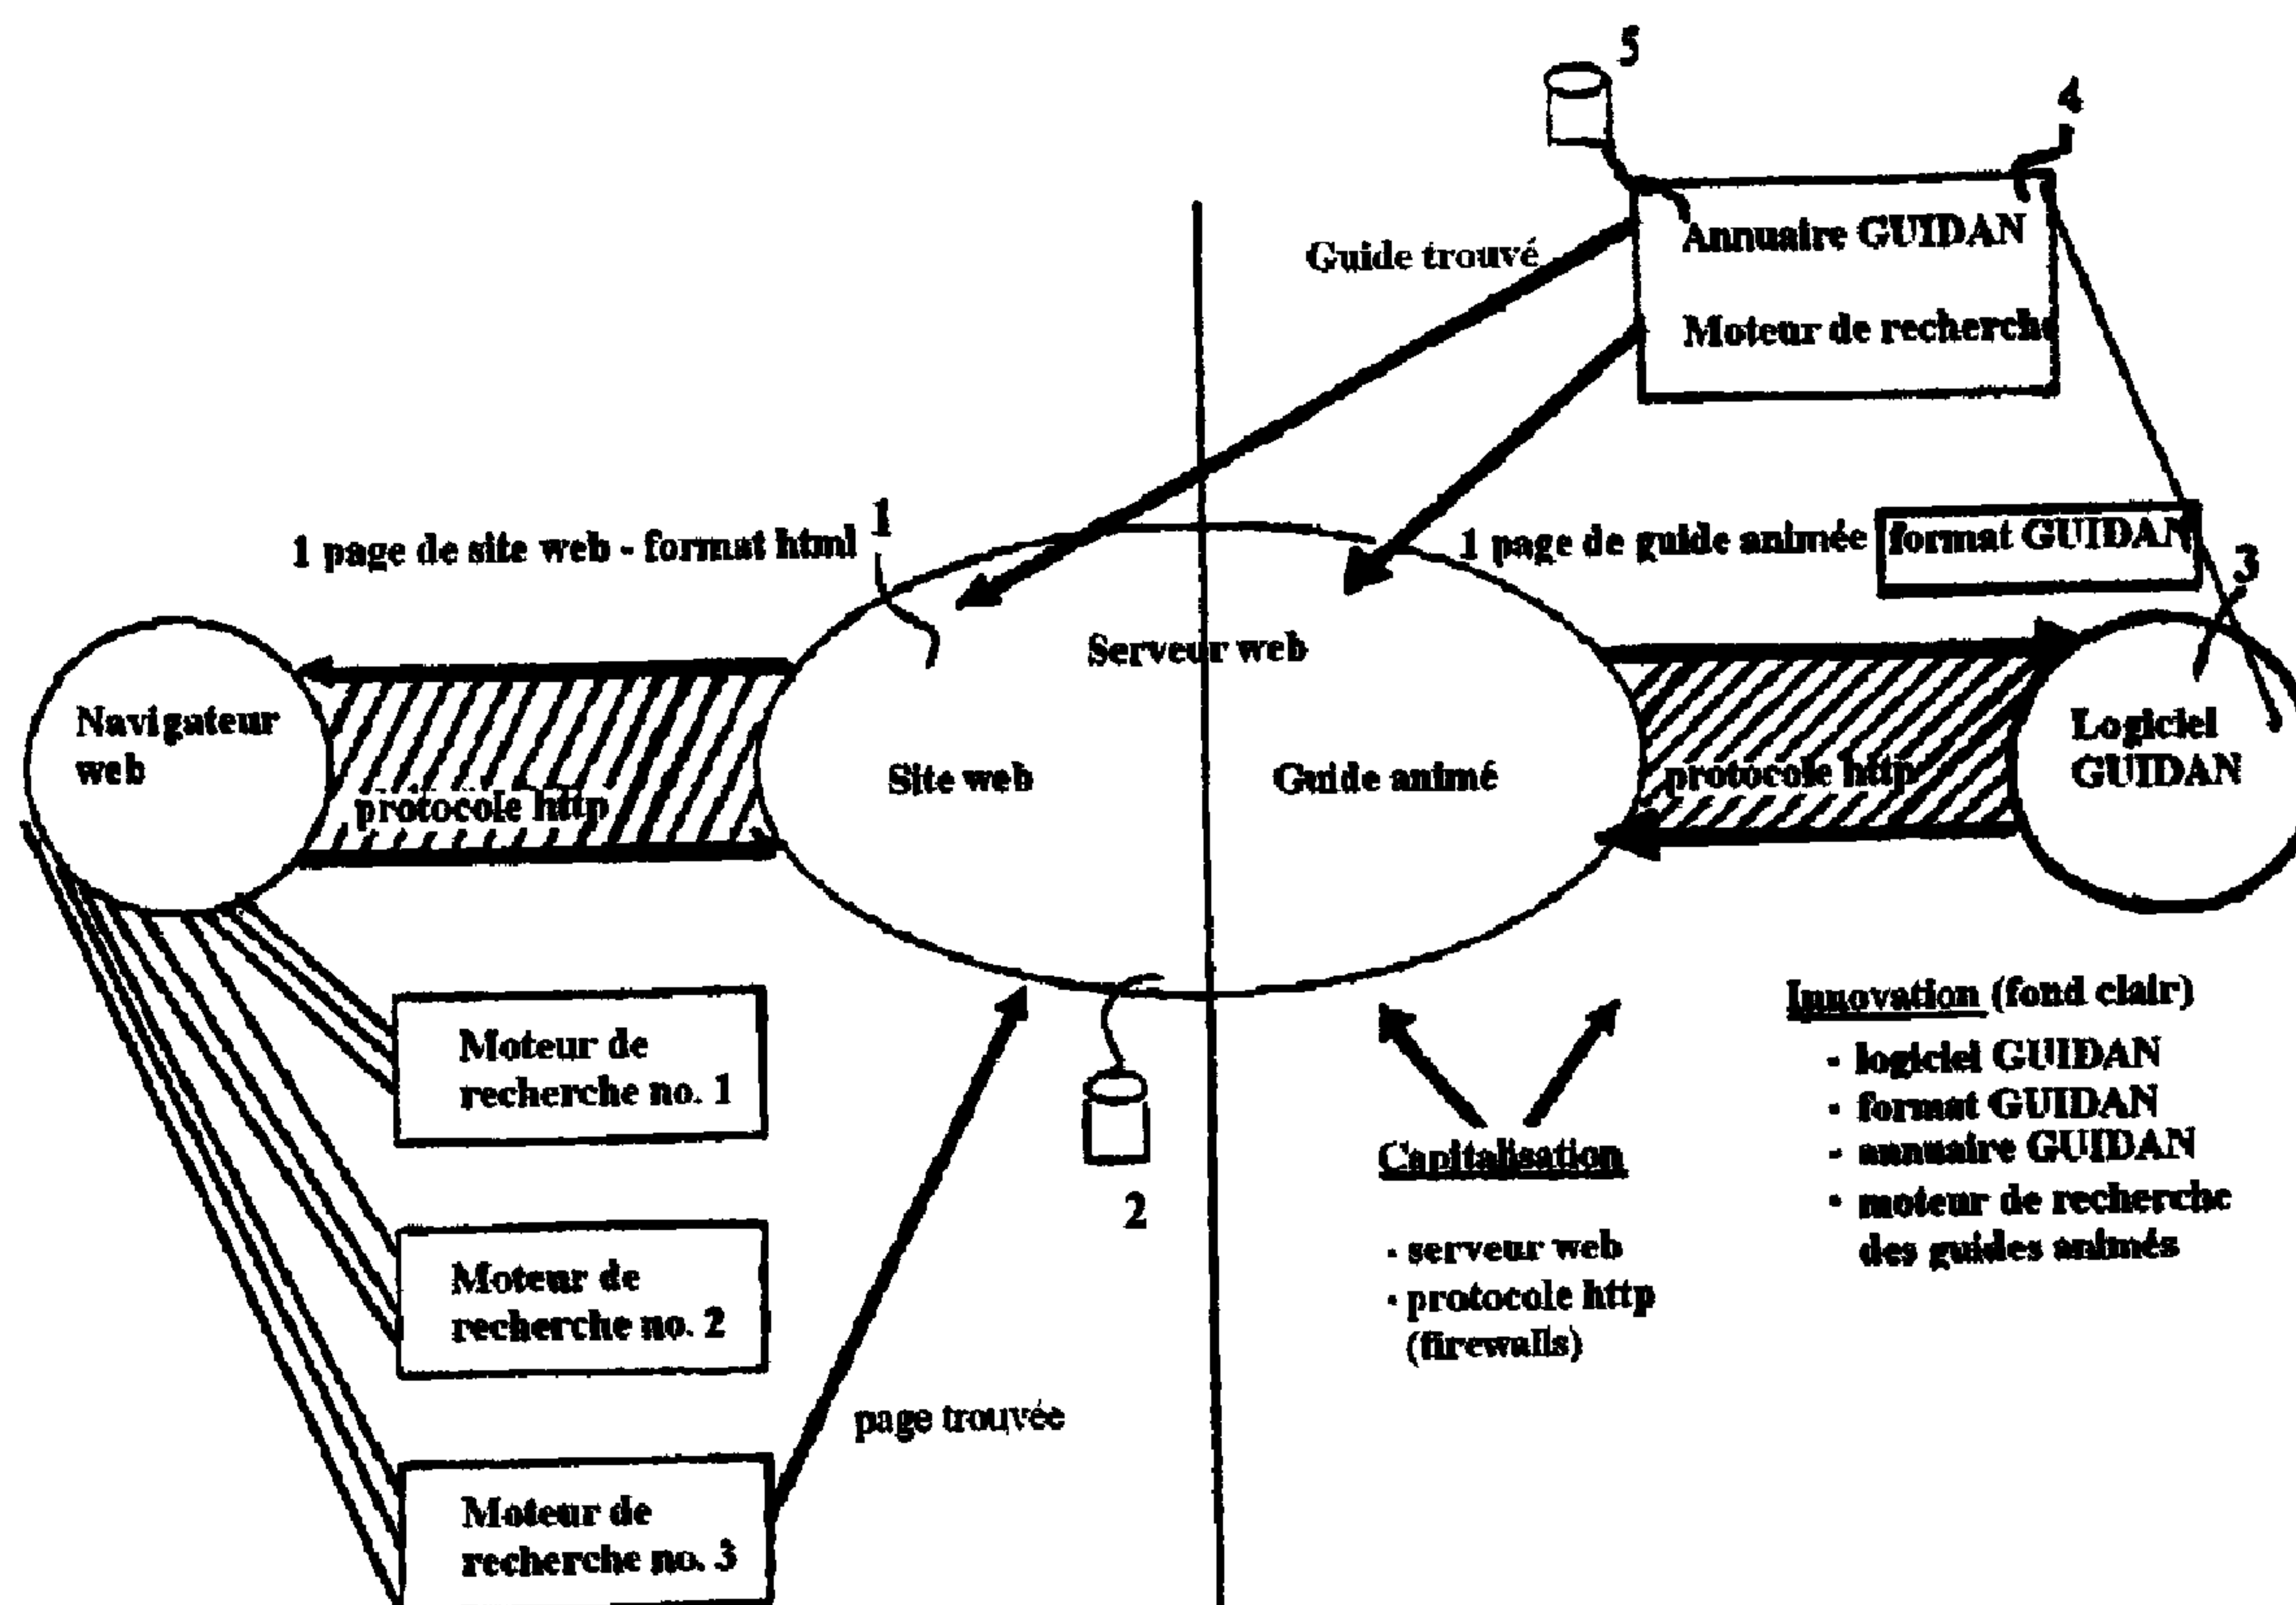 5
4
Annuaire GUIDAN
Guide trouvé
Moteur de recherche
1
1 page de site web - format html
1 page de guide animée format GUIDAN
3
Serveur web
Navigateur
web
Logiciel
GUIDAN
Site web
Guide animé
protocole http
protocole http
Moteur de
recherche no. 1
Moteur de
recherche no. 2
Moteur de
recherche no. 3
page trouvée
2
Capitalisation
- serveur web
- protocole http
(firewalls)
Innovation (fond clair)
- logiciel GUIDAN
- format GUIDAN
- annuaire GUIDAN
- moteur de recherche
des guides animés